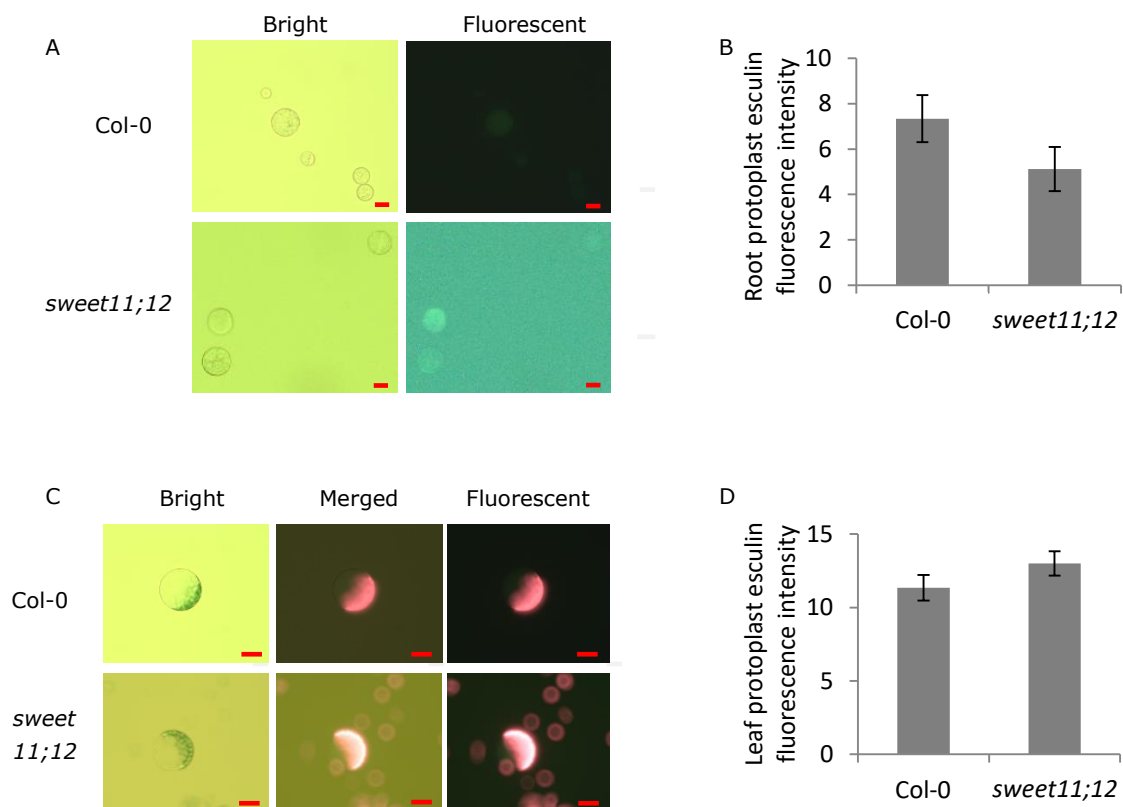 A
Bright
Fluorescent
Col-0
sweet11;12
B
Root protoplast esculin
fluorescence intensity
10
8
6
4
2
0
Col-0
sweet11;12
C
Bright
Merged
Fluorescent
Col-0
sweet
11;12
D
Leaf protoplast esculin
fluorescence intensity
15
10
5
0
Col-0
sweet11;12